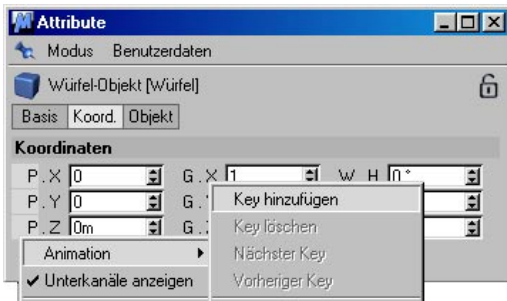 Attribute
Modus Benutzerdaten
Würfel-Objekt [Würfel]
Basis Koord. Objekt
Koordinaten
P . X 0 G . X 1 W . H 0 °
P . Y 0 G .
P . Z 0m G .
Key hinzufügen
Key löschen
Nächster Key
Vorheriger Key
Animation
✔ Unterkanäle anzeigen